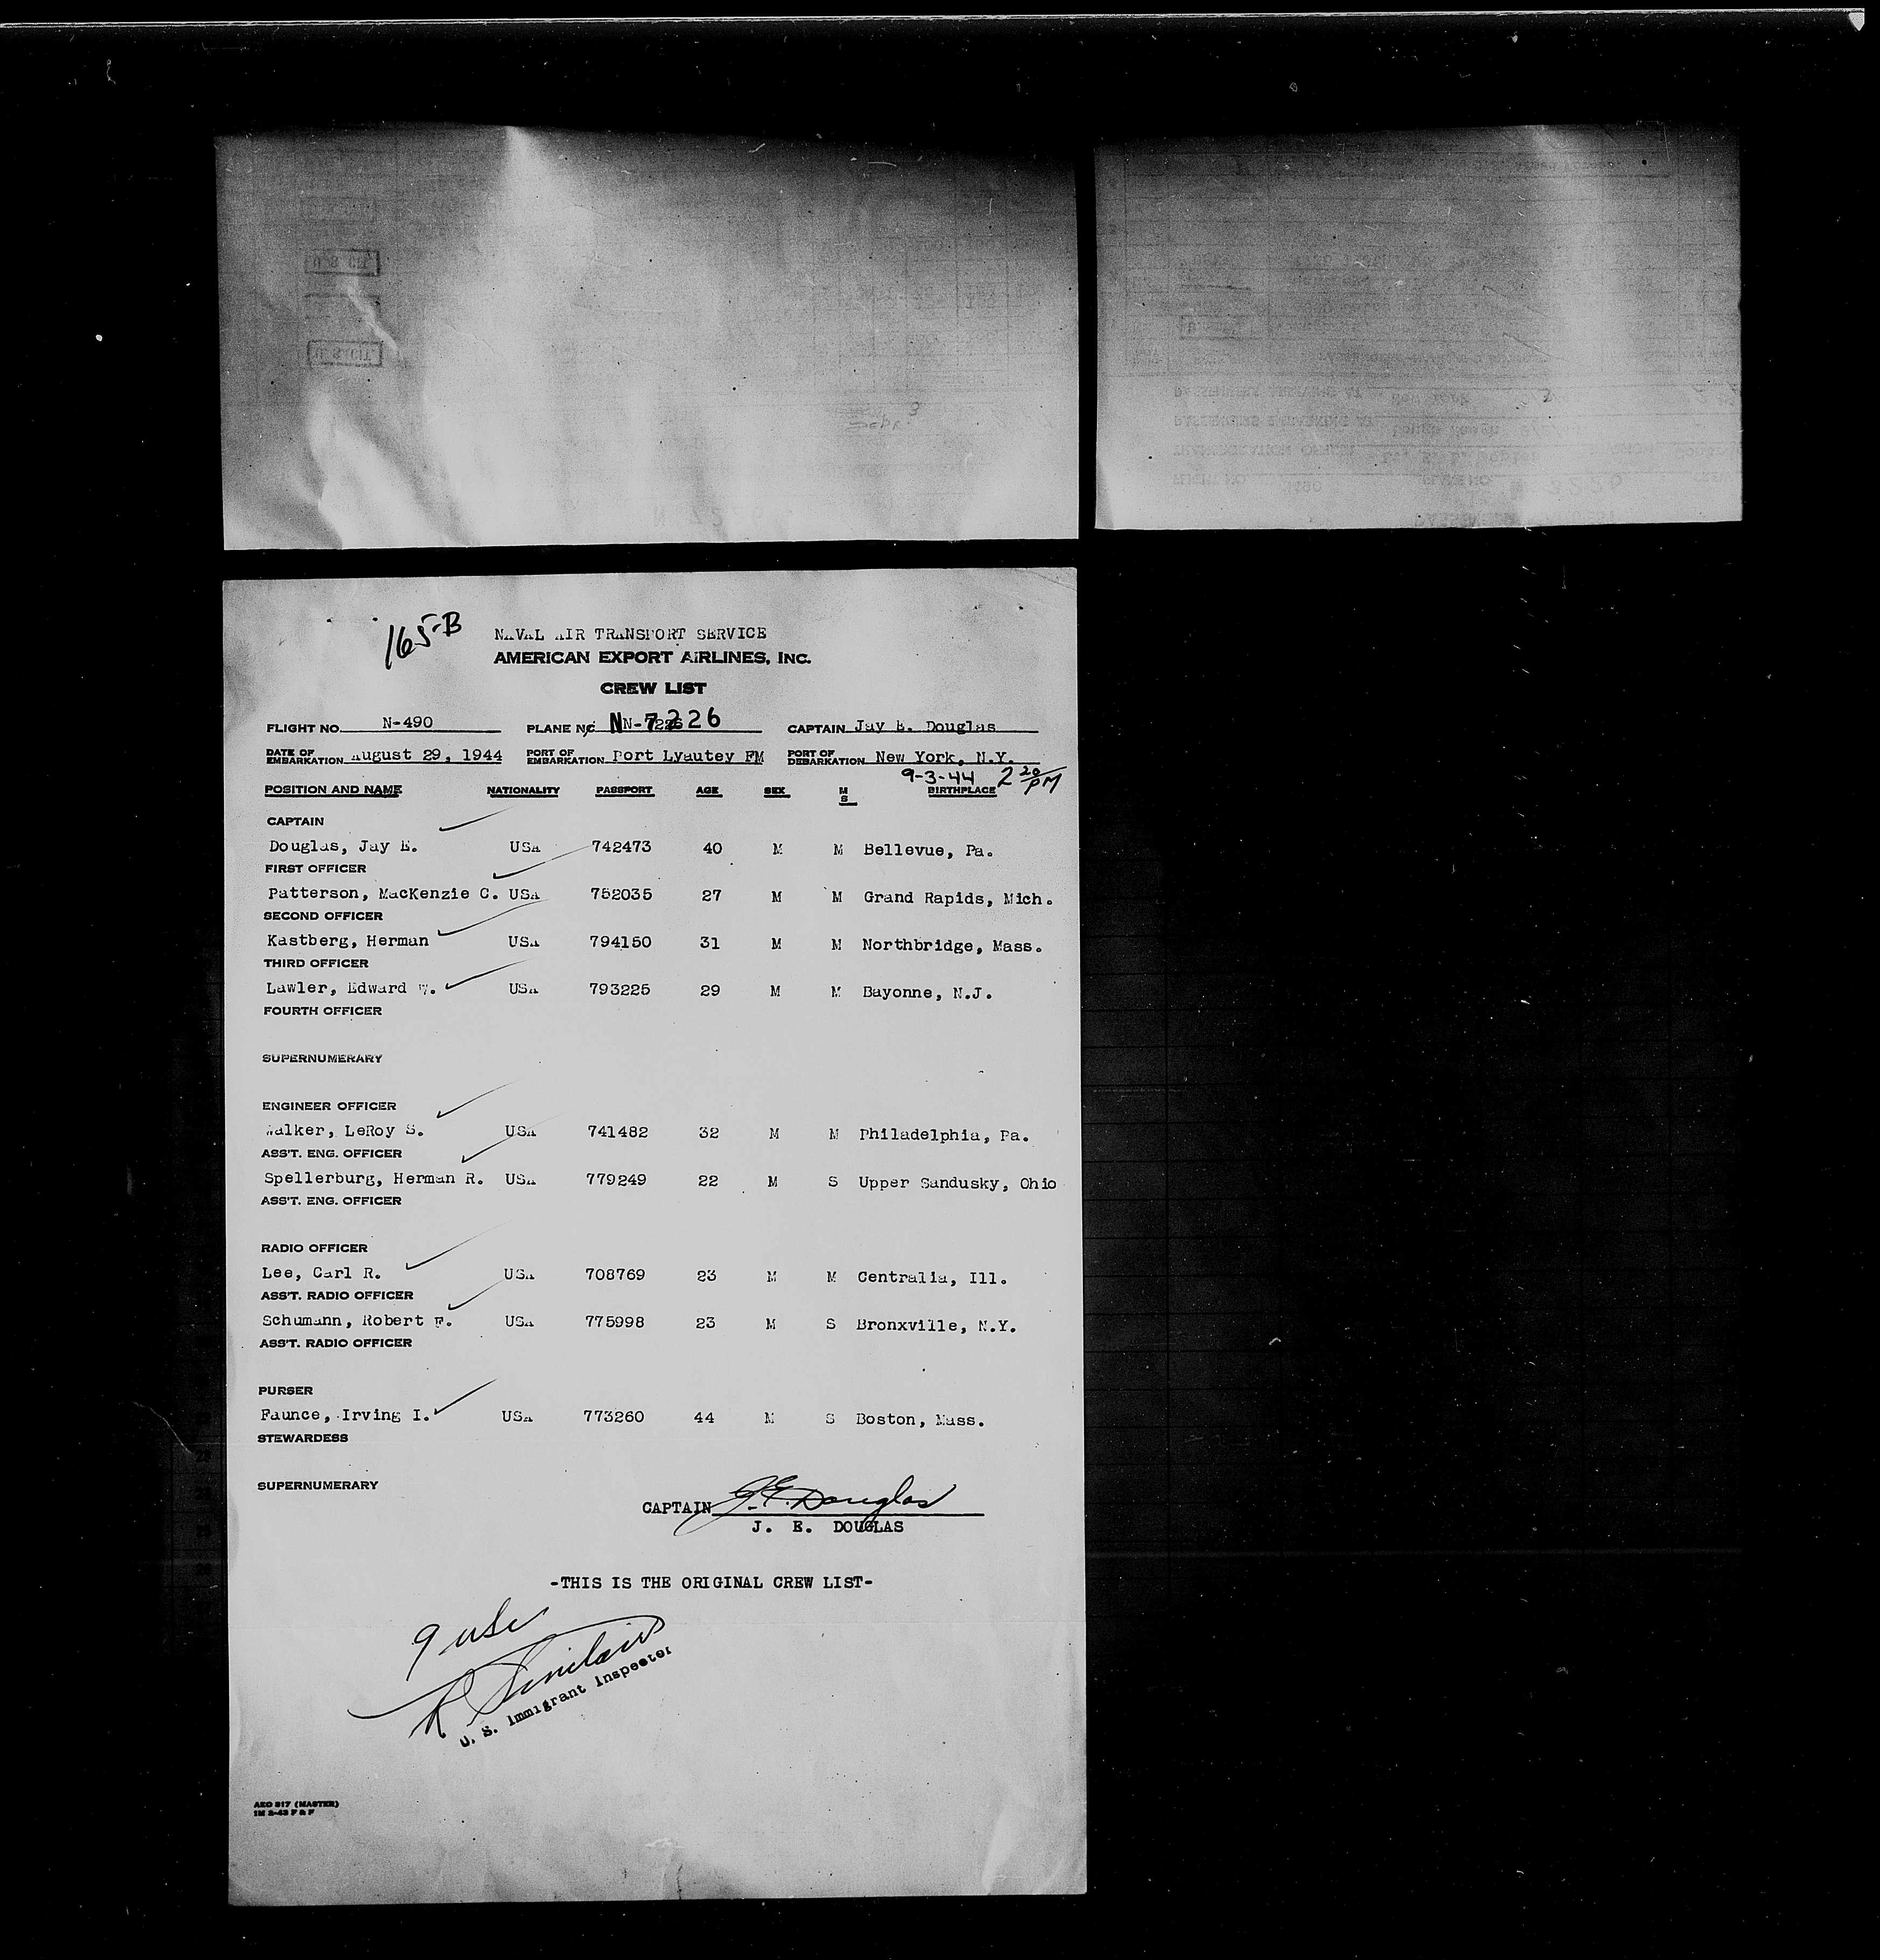 165-B
NAVAL AIR TRANSPORT SERVICE
AMERICAN EXPORT AIRLINES, INC.
CREW LIST
FLIGHT NO. N-490 PLANE NO. N-7226 CAPTAIN Jay E. Douglas
DATE OF EMBARKATION August 29, 1944 PORT OF EMBARKATION Port Lyautey FM PORT OF DEBARKATION New York, N.Y.
9-3-44 2 20/PM
POSITION AND NAME NATIONALITY PASSPORT AGE SEX M S BIRTHPLACE
CAPTAIN
Douglas, Jay E. USA 742473 40 M M Bellevue, Pa.
FIRST OFFICER
Patterson, MacKenzie C. USA 752035 27 M M Grand Rapids, Mich.
SECOND OFFICER
Kastberg, Herman USA 794150 31 M M Northbridge, Mass.
THIRD OFFICER
Lawler, Edward W. USA 793225 29 M M Bayonne, N.J.
FOURTH OFFICER
SUPERNUMERARY
ENGINEER OFFICER
Walker, LeRoy S. USA 741482 32 M M Philadelphia, Pa.
ASS'T. ENG. OFFICER
Spellerburg, Herman R. USA 779249 22 M S Upper Sandusky, Ohio
ASS'T. ENG. OFFICER
RADIO OFFICER
Lee, Carl R. USA 708769 23 M M Centralia, Ill.
ASS'T. RADIO OFFICER
Schumann, Robert F. USA 775998 23 M S Bronxville, N.Y.
ASS'T. RADIO OFFICER
PURSER
Faunce, Irving I. USA 773260 44 M S Boston, Mass.
STEWARDESS
SUPERNUMERARY
CAPTAIN J. E. Douglas
J. E. DOUGLAS
-THIS IS THE ORIGINAL CREW LIST-
9 usc
R Sinclair
U. S. Immigrant Inspector
AEO 317 (MASTER)
1M 2-43 F & F